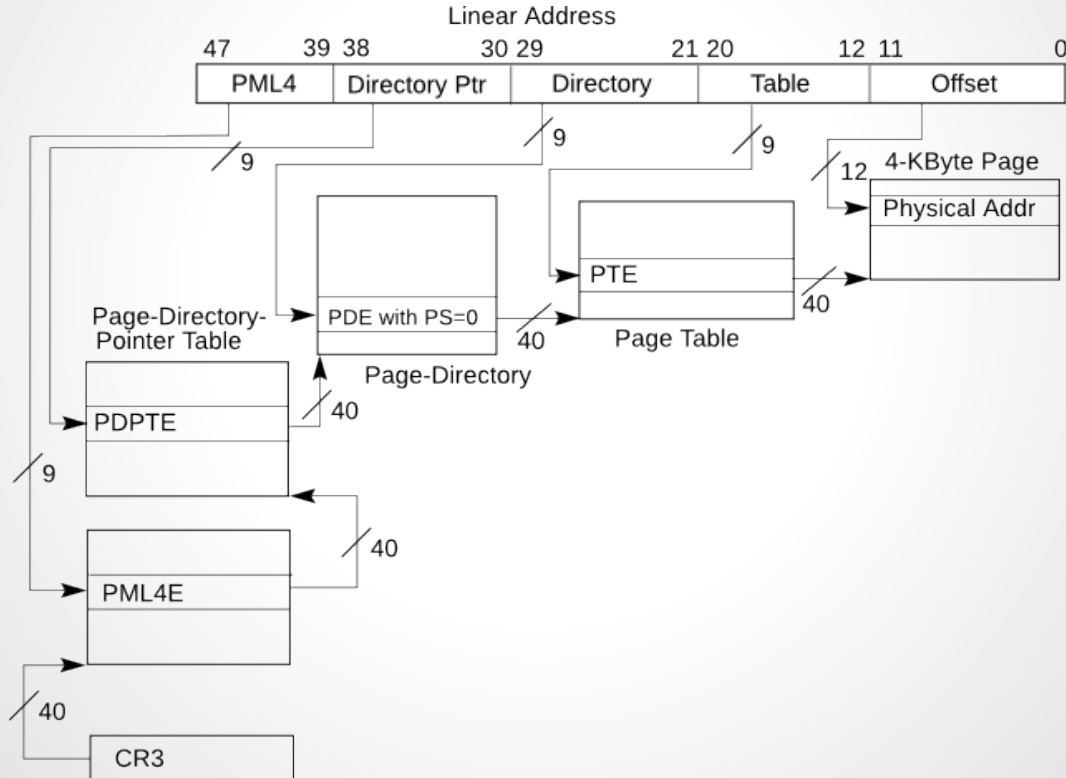 Linear Address
47 39 38 30 29 21 20 12 11 0
PML4 Directory Ptr Directory Table Offset
9 9 9 12
4-KByte Page
Physical Addr
PTE
40
PDE with PS=0
40
Page Table
Page-Directory-
Pointer Table
Page-Directory
40
PDPTE
9
40
PML4E
40
CR3